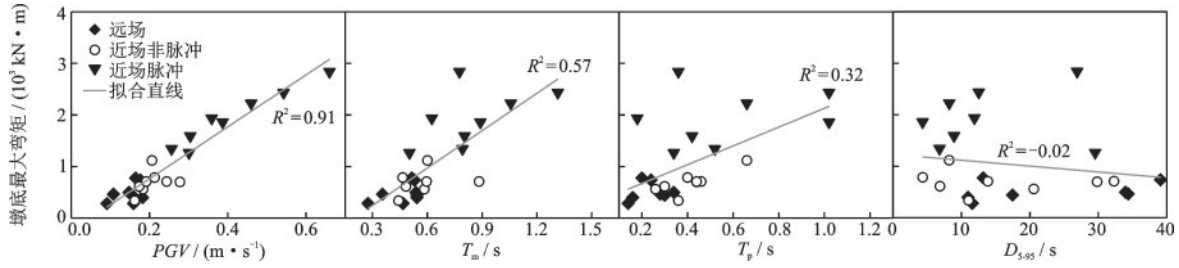 墩底最大弯矩 / (10³ kN·m)
4
3
2
1
0
远场
近场非脉冲
近场脉冲
拟合直线
R²=0.91
0
0.2
0.4
0.6
PGV / (m·s⁻¹)
R²=0.57
0.3
0.6
0.9
1.2
1.5
Tₘ / s
R²=0.32
0.2
0.4
0.6
0.8
1.0
1.2
Tₚ / s
R²=-0.02
0
10
20
30
40
D₅₋₉₅ / s